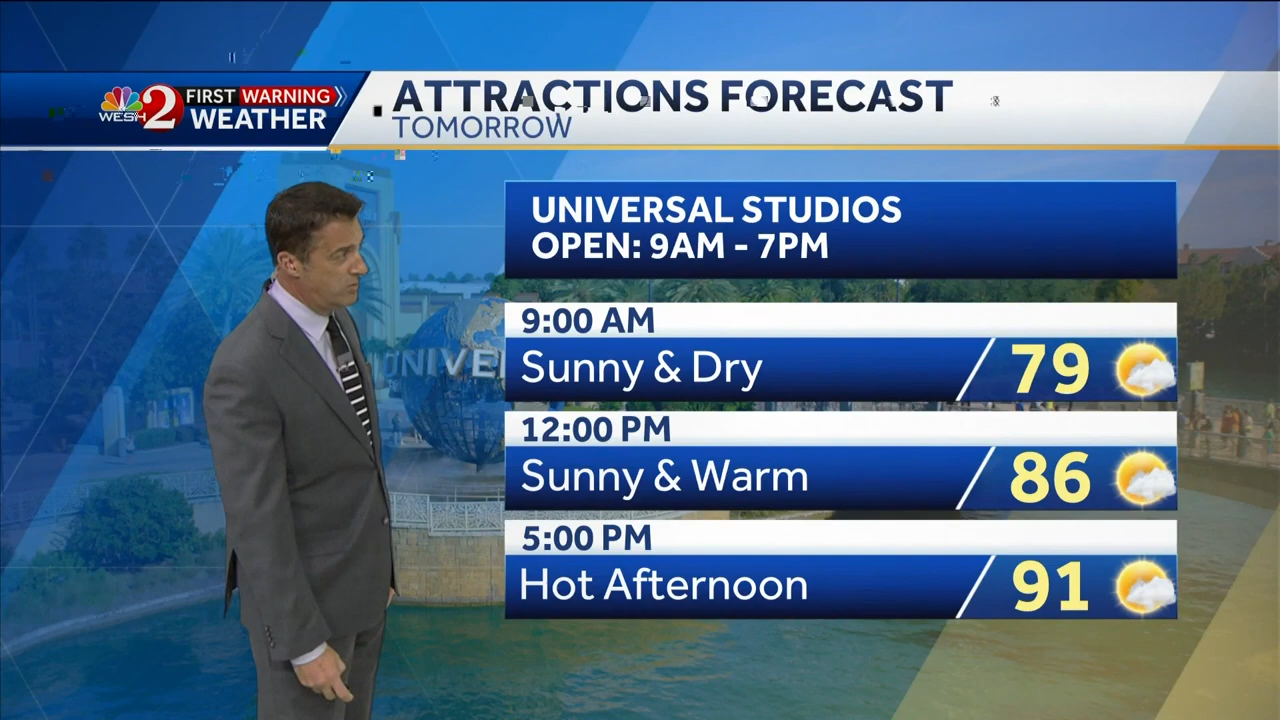 WESH 2
FIRST WARNING
WEATHER
ATTRACTIONS FORECAST
TOMORROW
UNIVERSAL STUDIOS
OPEN: 9AM - 7PM
UNIVE
9:00 AM
Sunny & Dry 79
12:00 PM
Sunny & Warm 86
5:00 PM
Hot Afternoon 91